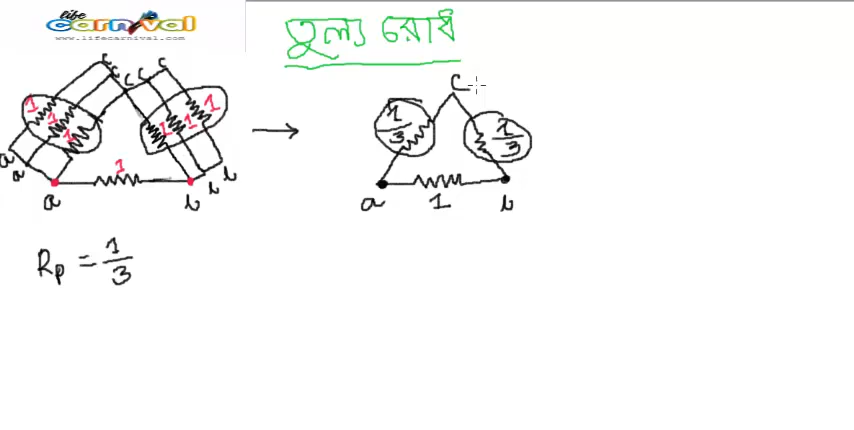 life
carnival
www.lifecarnival.com
তুল্য রোধ
c c c c c
1 1 1 1 1 1
a a a
1
b b b
c
1/3 1/3
a 1 b
Rp = 1/3